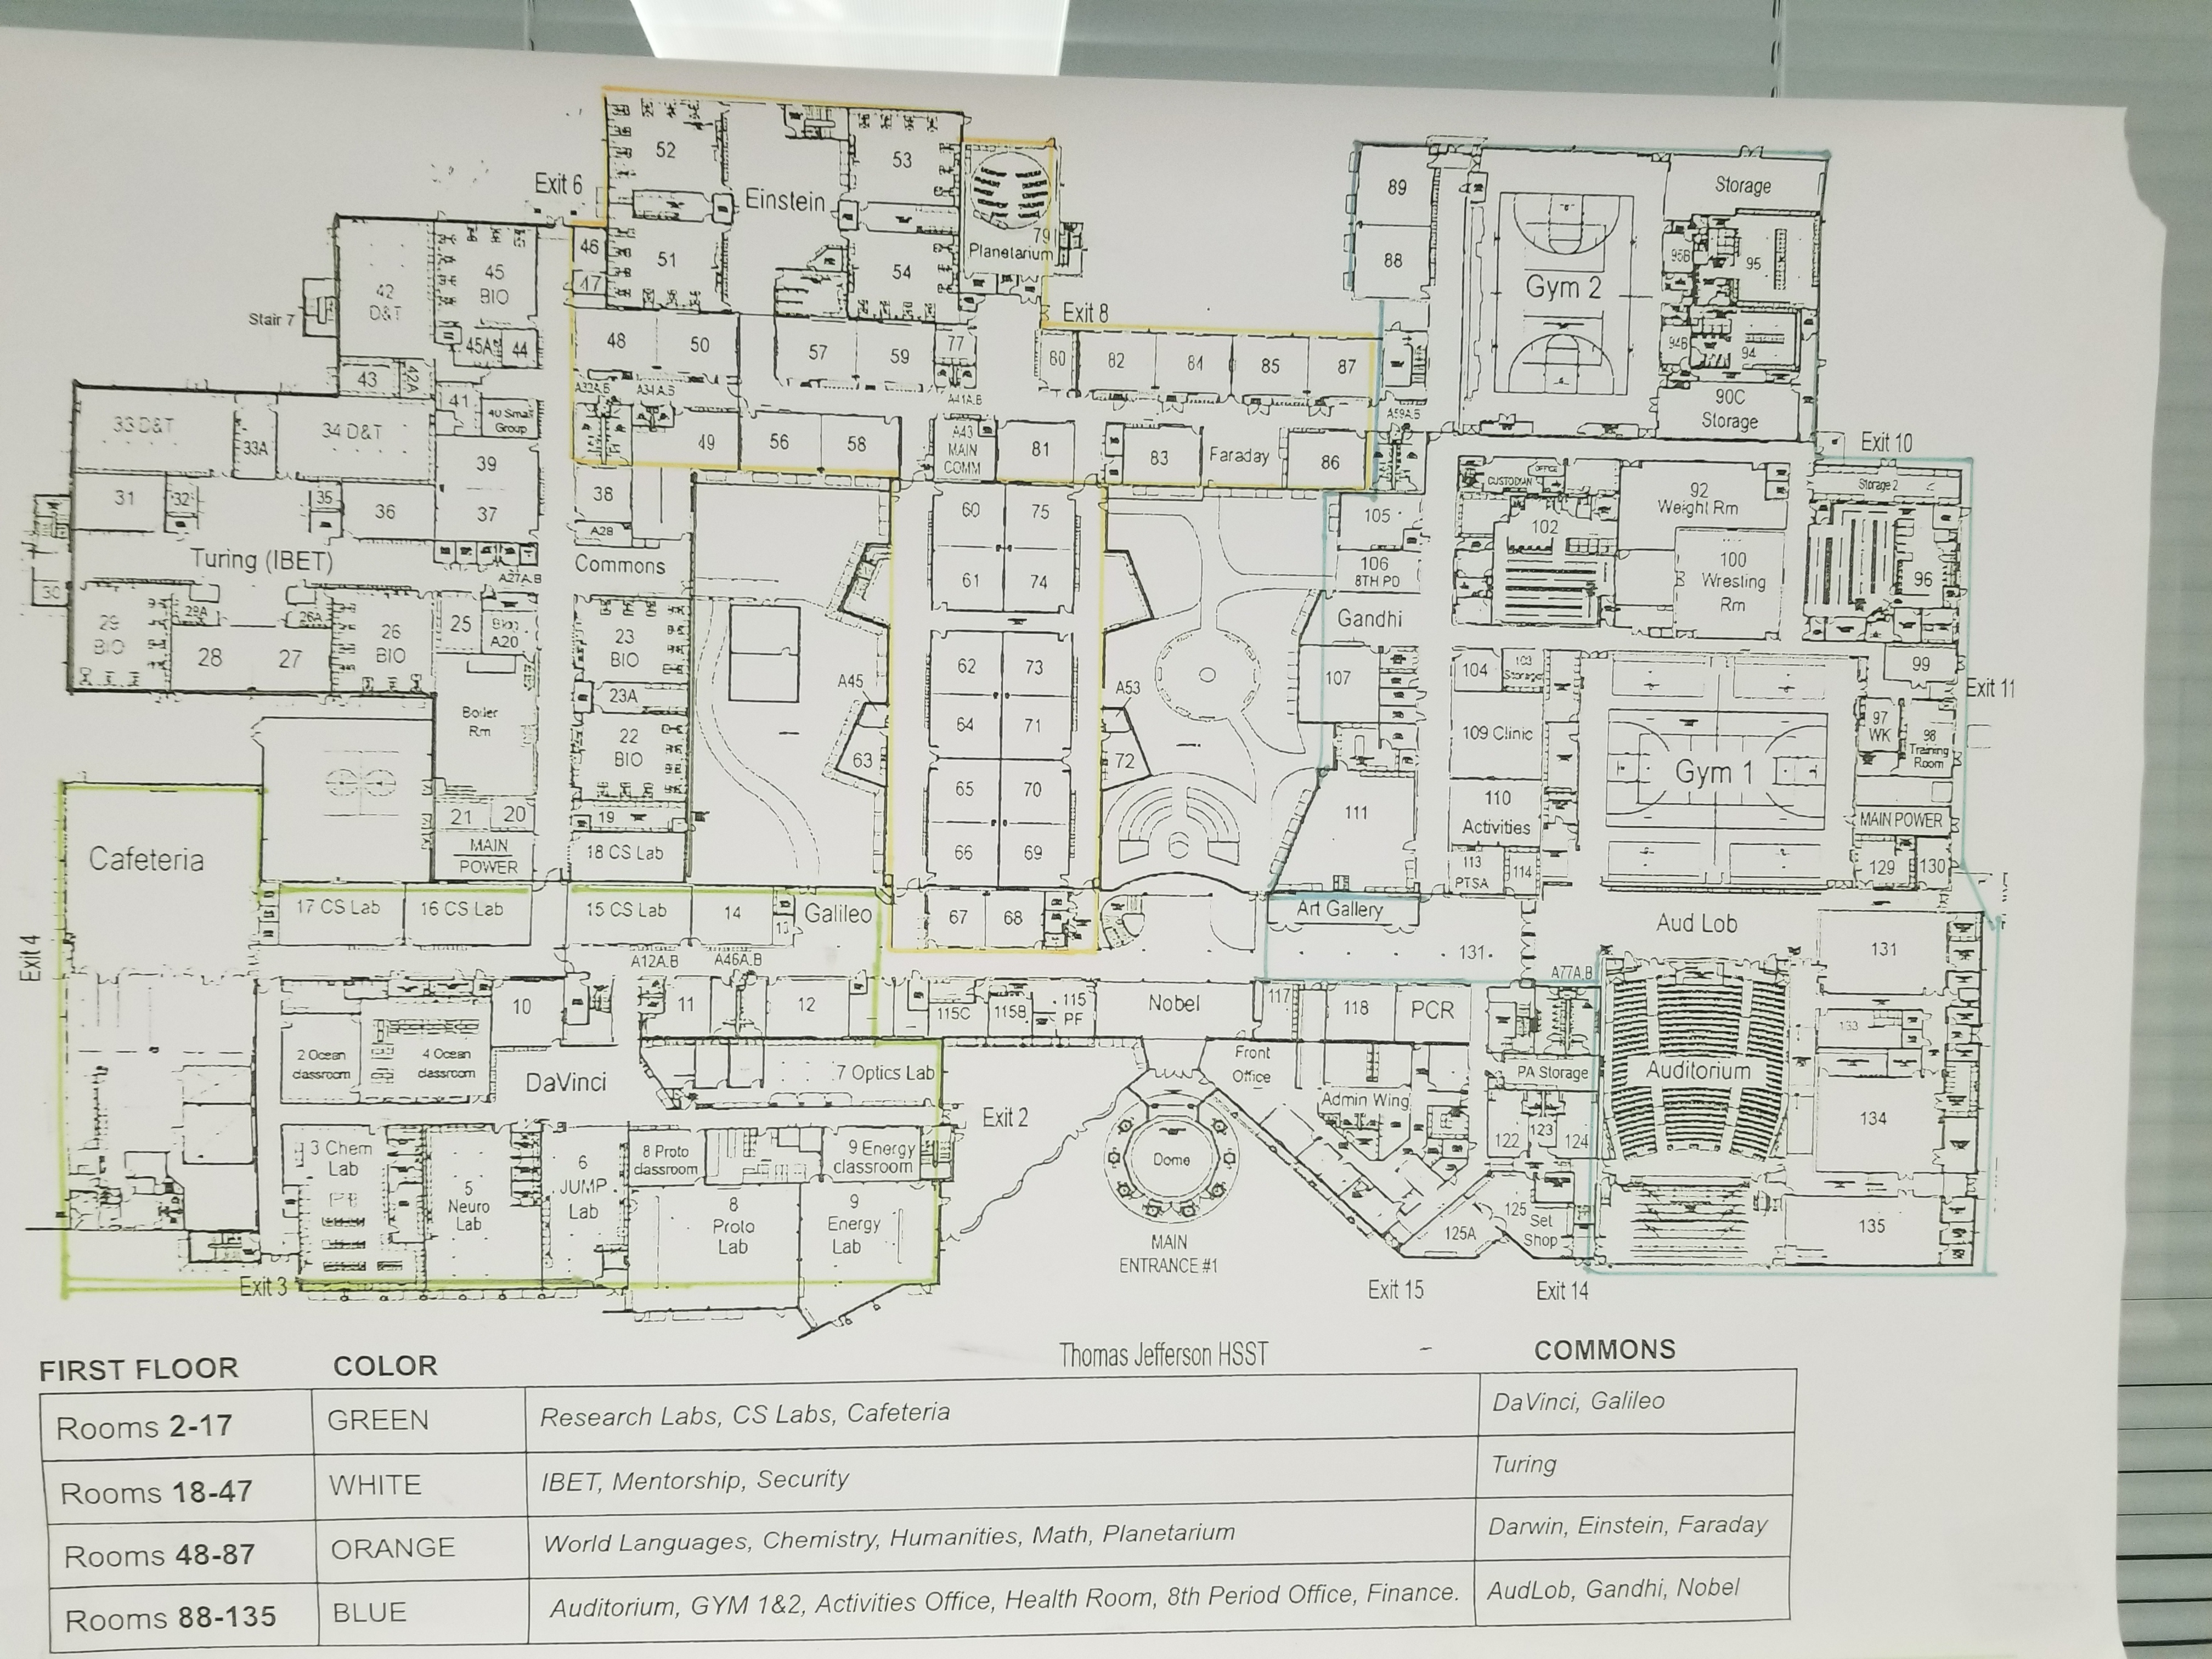 52
53
Exit 6
Einstein
89
Storage
46
51
79
Planetarium
54
88
Gym 2
95B
95
45
BIO
47
42
D&T
Stair 7
Exit 8
48
50
57
59
77
80
82
84
85
87
94B
94
45A
44
43
42A
41
40 Small
Group
A34A.B
A41A.B
A59A.B
90C
Storage
33 D&T
33A
34 D&T
49
56
58
A43
MAIN
COMM
81
83
Faraday
86
Exit 10
39
31
32
35
36
37
38
A28
60
75
105
CUSTODIAN
OFFICE
102
92
Weight Rm
Storage 2
Turing (IBET)
A27A.B
Commons
61
74
106
8TH PD
100
Wresling
Rm
96
30
29
BIO
28A
26A
26
BIO
25
A20
23
BIO
Gandhi
28
27
62
73
107
104
103
Storage
99
Exit 11
23A
A45
A53
Boiler
Rm
22
BIO
64
71
109 Clinic
97
WK
98
Training
Room
63
72
Gym 1
65
70
110
Activities
111
21
20
19
MAIN POWER
Cafeteria
MAIN
POWER
18 CS Lab
66
69
113
PTSA
114
129
130
17 CS Lab
16 CS Lab
15 CS Lab
14
13
Galileo
67
68
Art Gallery
Aud Lob
131
Exit 4
A12A.B
A46A.B
131
A77A.B
10
11
12
115C
115B
115
PF
Nobel
117
118
PCR
133
2 Ocean
classroom
4 Ocean
classroom
DaVinci
7 Optics Lab
Front
Office
PA Storage
Auditorium
Admin Wing
Exit 2
134
3 Chem
Lab
5
Neuro
Lab
6
JUMP
Lab
8 Proto
classroom
9 Energy
classroom
Dome
122
123
124
8
Proto
Lab
9
Energy
Lab
MAIN
ENTRANCE #1
125A
125
Set
Shop
135
Exit 3
Exit 15
Exit 14
Thomas Jefferson HSST
FIRST FLOOR COLOR COMMONS
Rooms 2-17 GREEN Research Labs, CS Labs, Cafeteria DaVinci, Galileo
Rooms 18-47 WHITE IBET, Mentorship, Security Turing
Rooms 48-87 ORANGE World Languages, Chemistry, Humanities, Math, Planetarium Darwin, Einstein, Faraday
Rooms 88-135 BLUE Auditorium, GYM 1&2, Activities Office, Health Room, 8th Period Office, Finance. AudLob, Gandhi, Nobel